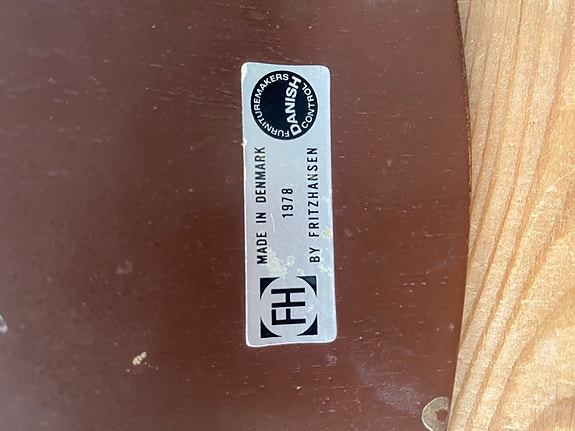 FH
MADE IN DENMARK
1978
BY FRITZHANSEN
FURNITUREMAKERS
DANISH
CONTROL